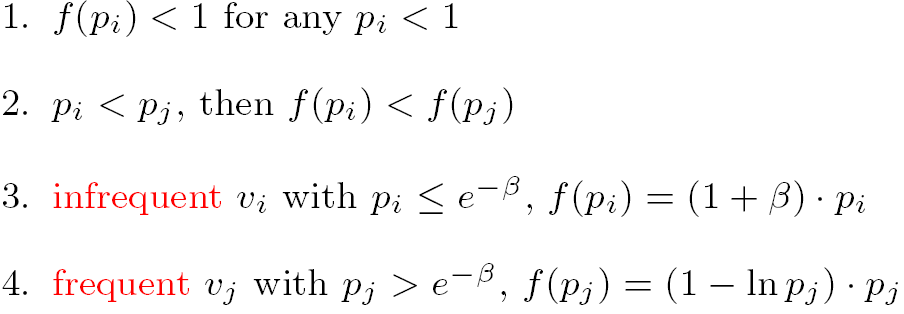 1. f(p_i) < 1 for any p_i < 1
2. p_i < p_j, then f(p_i) < f(p_j)
3. infrequent v_i with p_i ≤ e^{−β}, f(p_i) = (1 + β) · p_i
4. frequent v_j with p_j > e^{−β}, f(p_j) = (1 − ln p_j) · p_j